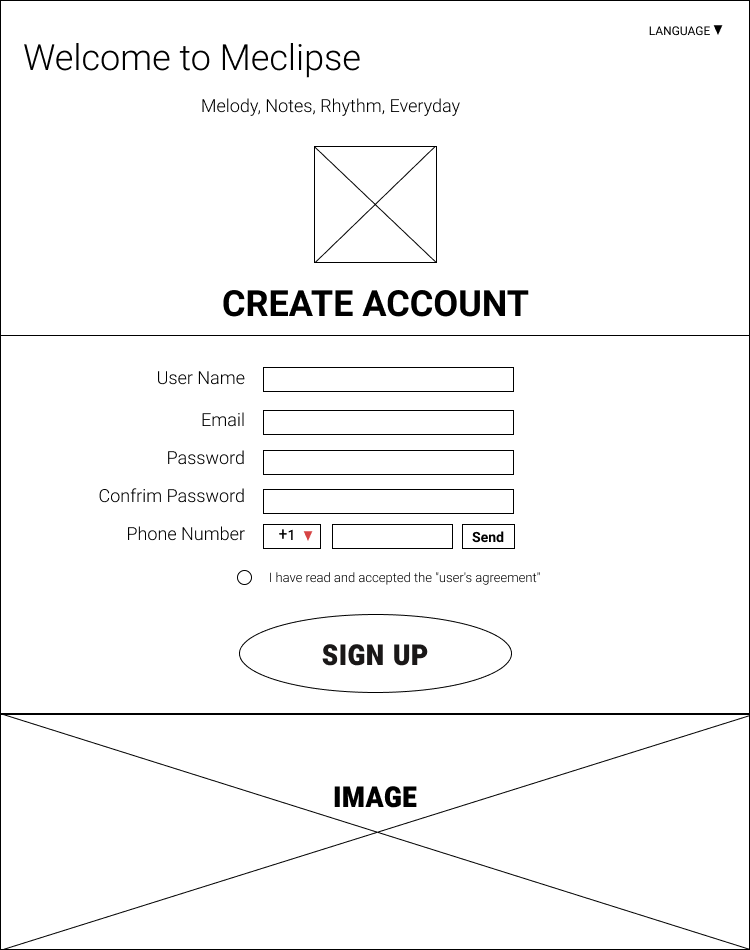 LANGUAGE ▼
Welcome to Meclipse
Melody, Notes, Rhythm, Everyday
CREATE ACCOUNT
User Name
Email
Password
Confrim Password
Phone Number +1 ▼ Send
I have read and accepted the "user's agreement"
SIGN UP
IMAGE